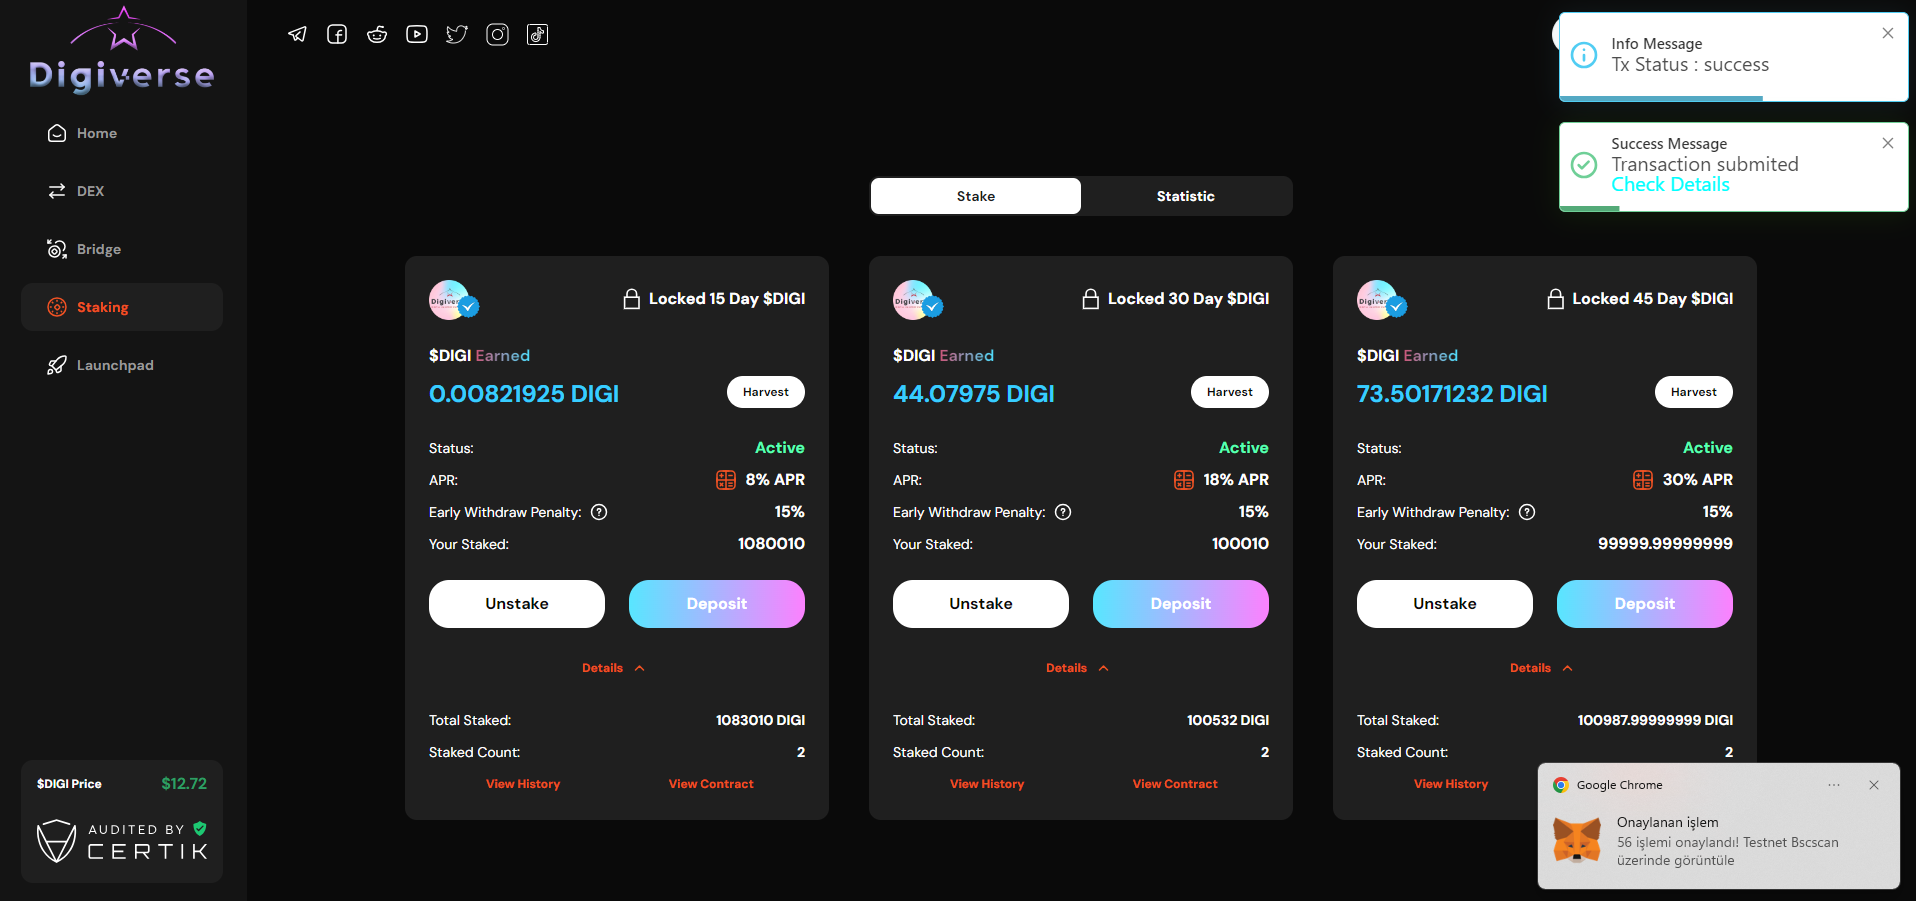 Digiverse
Home
DEX
Bridge
Staking
Launchpad
$DIGI Price $12.72
AUDITED BY
CERTIK
Stake Statistic
Locked 15 Day $DIGI
$DIGI Earned
0.00821925 DIGI Harvest
Status: Active
APR: 8% APR
Early Withdraw Penalty: ? 15%
Your Staked: 1080010
Unstake Deposit
Details
Total Staked: 1083010 DIGI
Staked Count: 2
View History View Contract
Locked 30 Day $DIGI
$DIGI Earned
44.07975 DIGI Harvest
Status: Active
APR: 18% APR
Early Withdraw Penalty: ? 15%
Your Staked: 100010
Unstake Deposit
Details
Total Staked: 100532 DIGI
Staked Count: 2
View History View Contract
Locked 45 Day $DIGI
$DIGI Earned
73.50171232 DIGI Harvest
Status: Active
APR: 30% APR
Early Withdraw Penalty: ? 15%
Your Staked: 99999.99999999
Unstake Deposit
Details
Total Staked: 100987.99999999 DIGI
Staked Count: 2
View History
Info Message
Tx Status : success
Success Message
Transaction submited
Check Details
Google Chrome
Onaylanan işlem
56 işlemi onaylandı! Testnet Bscscan
üzerinde görüntüle